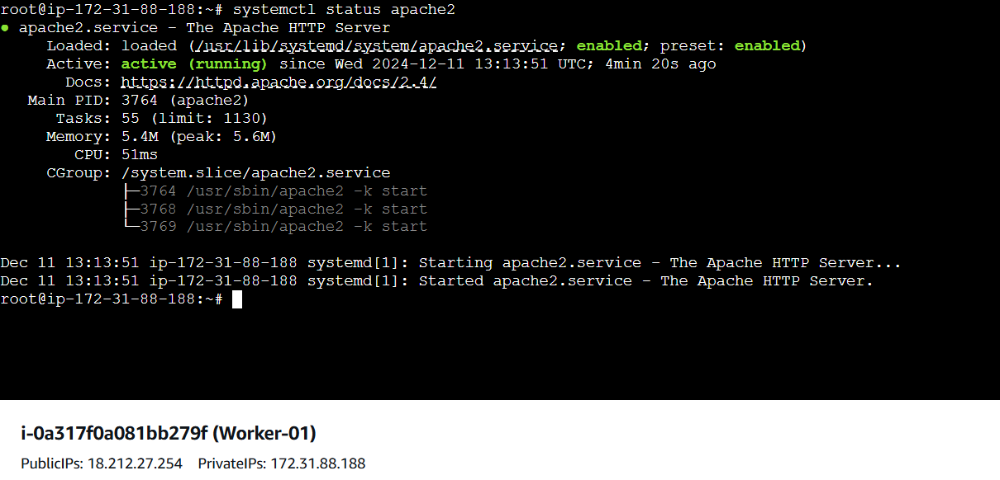 root@ip-172-31-88-188:~# systemctl status apache2
● apache2.service - The Apache HTTP Server
     Loaded: loaded (/usr/lib/systemd/system/apache2.service; enabled; preset: enabled)
     Active: active (running) since Wed 2024-12-11 13:13:51 UTC; 4min 20s ago
       Docs: https://httpd.apache.org/docs/2.4/
   Main PID: 3764 (apache2)
      Tasks: 55 (limit: 1130)
     Memory: 5.4M (peak: 5.6M)
        CPU: 51ms
     CGroup: /system.slice/apache2.service
             ├─3764 /usr/sbin/apache2 -k start
             ├─3768 /usr/sbin/apache2 -k start
             └─3769 /usr/sbin/apache2 -k start
Dec 11 13:13:51 ip-172-31-88-188 systemd[1]: Starting apache2.service - The Apache HTTP Server...
Dec 11 13:13:51 ip-172-31-88-188 systemd[1]: Started apache2.service - The Apache HTTP Server.
root@ip-172-31-88-188:~#
i-0a317f0a081bb279f (Worker-01)
PublicIPs: 18.212.27.254 PrivateIPs: 172.31.88.188